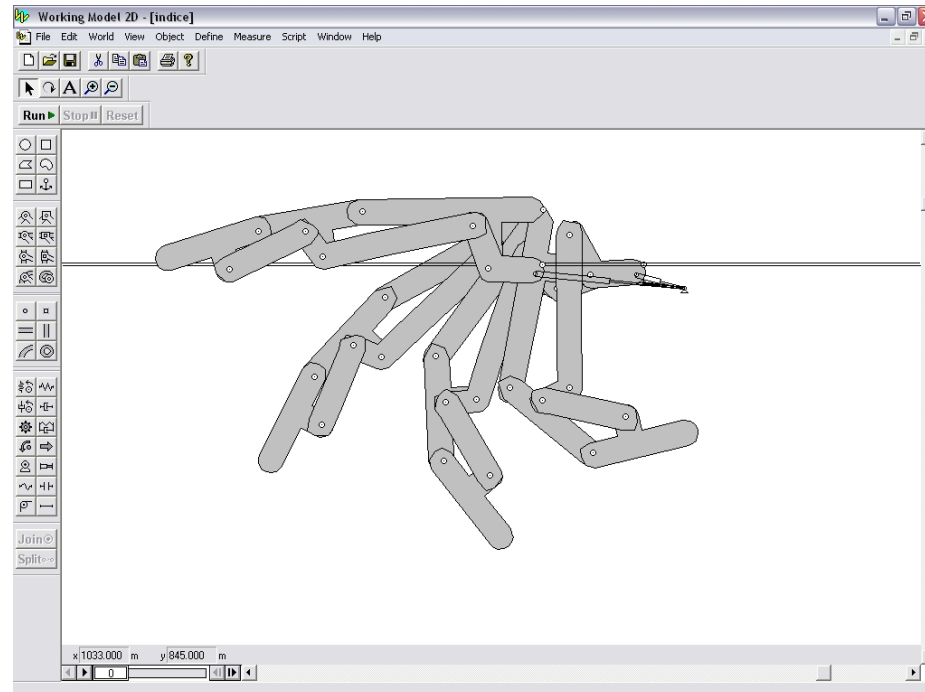 Working Model 2D - [indice]
File Edit World View Object Define Measure Script Window Help
A
Run Stop Reset
Join
Split
x 1033.000 m y 845.000 m
0